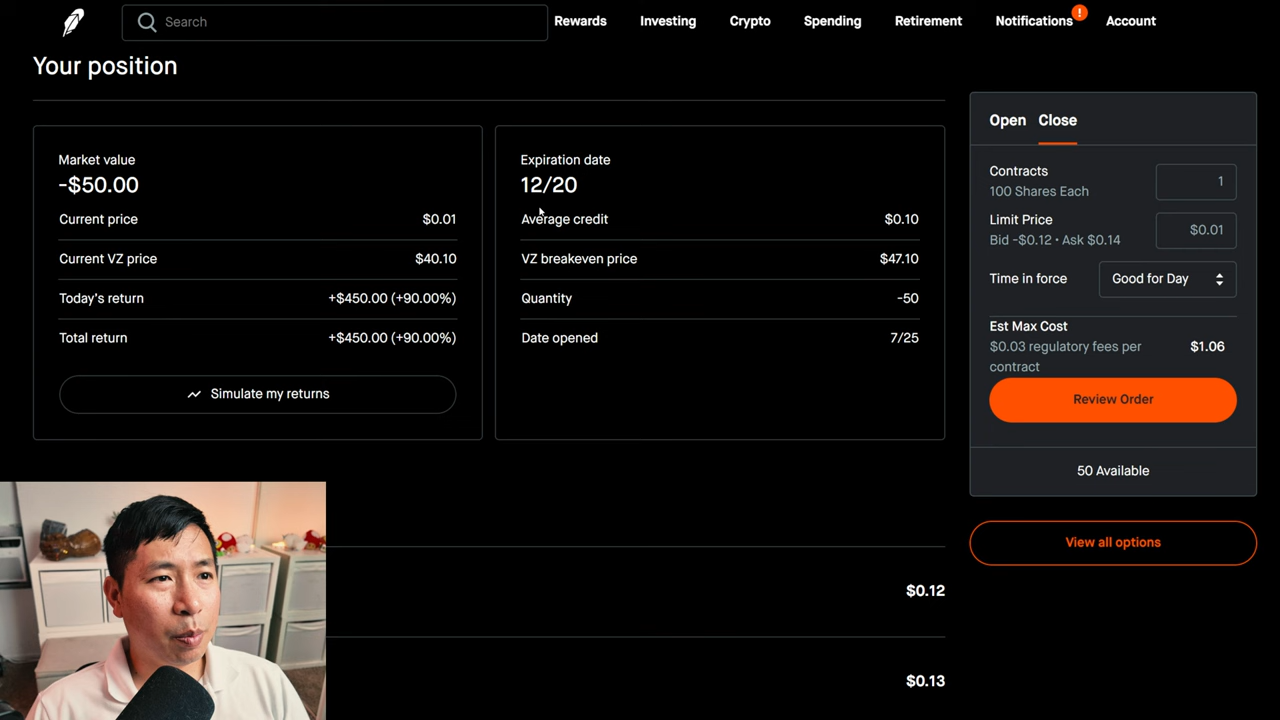 Search
Rewards
Investing
Crypto
Spending
Retirement
Notifications
!
Account
Your position
Market value
-$50.00
Current price $0.01
Current VZ price $40.10
Today's return +$450.00 (+90.00%)
Total return +$450.00 (+90.00%)
Simulate my returns
Expiration date
12/20
Average credit $0.10
VZ breakeven price $47.10
Quantity -50
Date opened 7/25
$0.12
$0.13
Open Close
Contracts 1
100 Shares Each
Limit Price $0.01
Bid -$0.12 • Ask $0.14
Time in force Good for Day
Est Max Cost
$0.03 regulatory fees per $1.06
contract
Review Order
50 Available
View all options